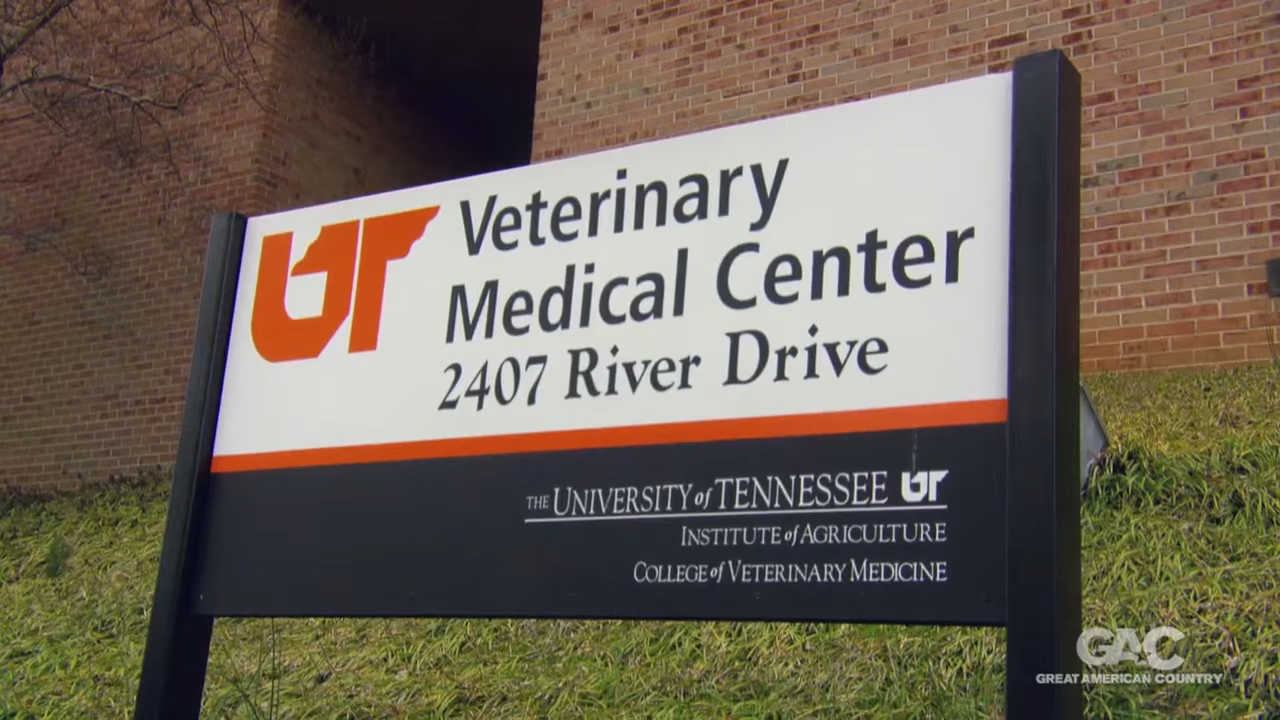 UT
Veterinary
Medical Center
2407 River Drive
THE UNIVERSITY of TENNESSEE UT
INSTITUTE of AGRICULTURE
COLLEGE of VETERINARY MEDICINE
GAC
GREAT AMERICAN COUNTRY